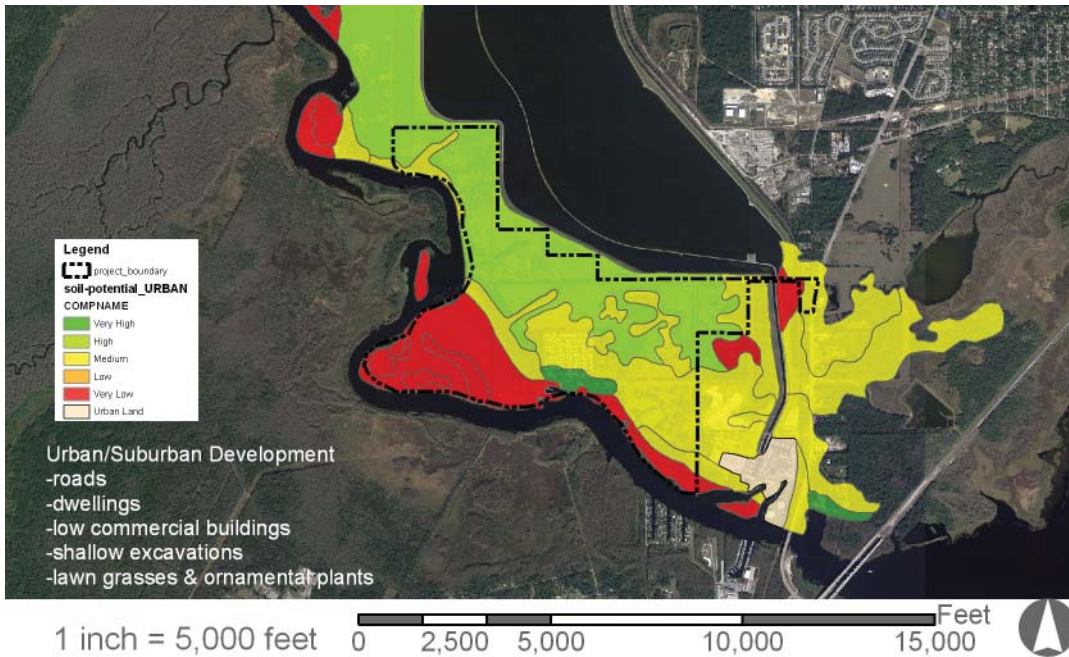 Legend
project_boundary
soil-potential_URBAN
COMPNAME
Very High
High
Medium
Low
Very Low
Urban Land
Urban/Suburban Development
-roads
-dwellings
-low commercial buildings
-shallow excavations
-lawn grasses & ornamental plants
1 inch = 5,000 feet
Feet
0 2,500 5,000 10,000 15,000